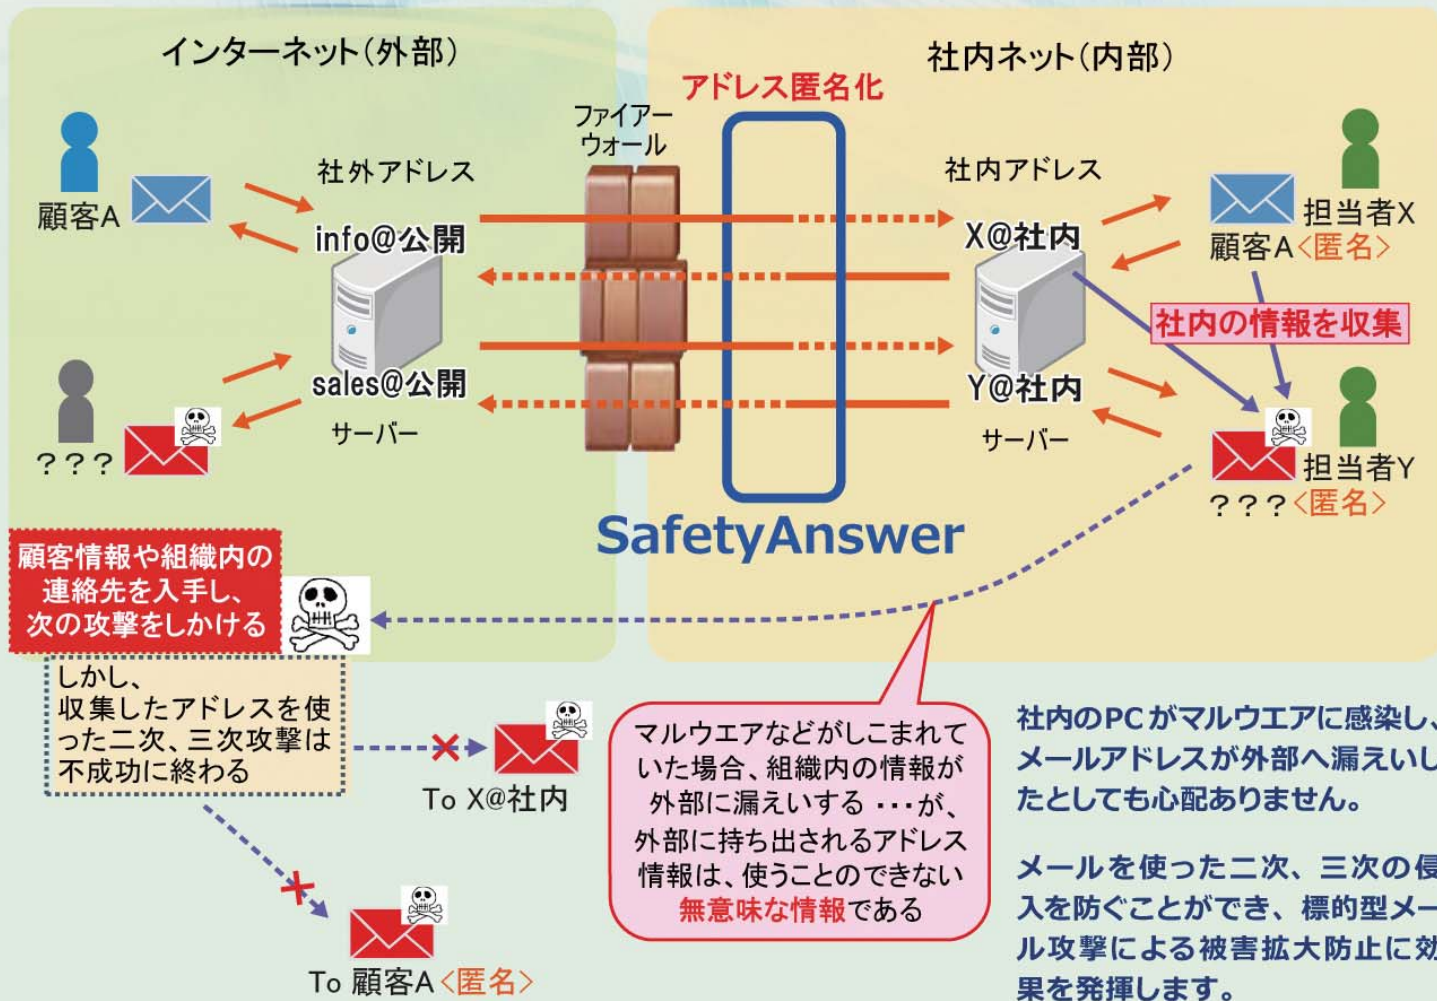 インターネット(外部)
社内ネット(内部)
アドレス匿名化
ファイアー
ウォール
社外アドレス
社内アドレス
顧客A
info@公開
X@社内
担当者X
顧客A<匿名>
社内の情報を収集
sales@公開
Y@社内
サーバー
サーバー
???
担当者Y
???<匿名>
SafetyAnswer
顧客情報や組織内の
連絡先を入手し、
次の攻撃をしかける
しかし、
収集したアドレスを使
った二次、三次攻撃は
不成功に終わる
To X@社内
To 顧客A<匿名>
マルウエアなどがしこまれて
いた場合、組織内の情報が
外部に漏えいする ・・・が、
外部に持ち出されるアドレス
情報は、使うことのできない
無意味な情報である
社内のPCがマルウエアに感染し、
メールアドレスが外部へ漏えいし
たとしても心配ありません。
メールを使った二次、三次の侵
入を防ぐことができ、標的型メー
ル攻撃による被害拡大防止に効
果を発揮します。